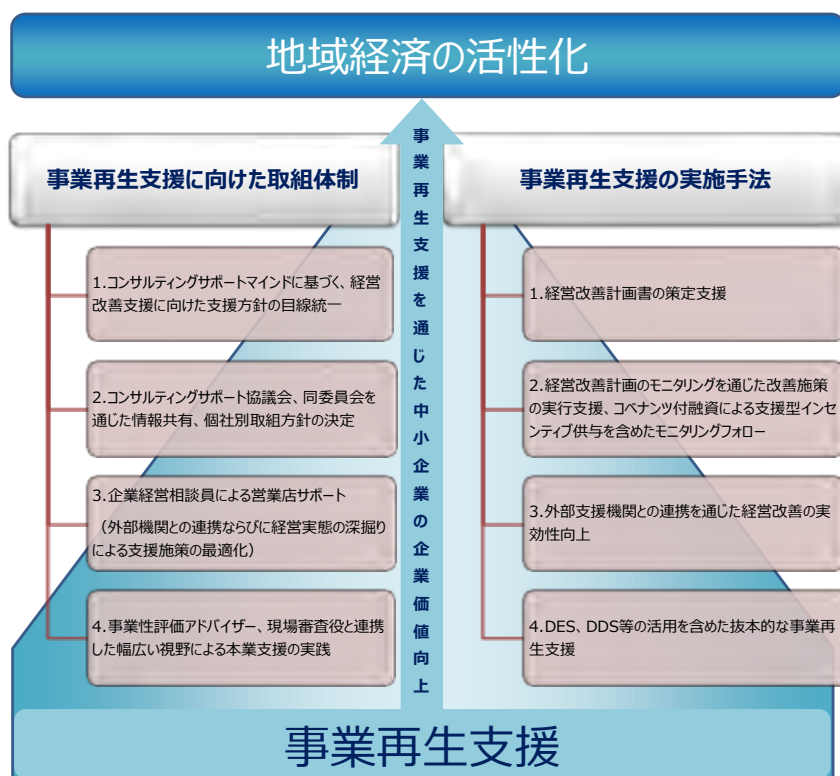 地域経済の活性化
事業再生支援に向けた取組体制
1.コンサルティングサポートマインドに基づく、経営
改善支援に向けた支援方針の目線統一
2.コンサルティングサポート協議会、同委員会を
通じた情報共有、個社別取組方針の決定
3.企業経営相談員による営業店サポート
（外部機関との連携ならびに経営実態の深掘り
による支援施策の最適化）
4.事業性評価アドバイザー、現場審査役と連携
した幅広い視野による本業支援の実践
事業再生支援を通じた中小企業の企業価値向上
事業再生支援の実施手法
1.経営改善計画書の策定支援
2.経営改善計画のモニタリングを通じた改善施策
の実行支援、コベナンツ付融資による支援型インセ
ンティブ供与を含めたモニタリングフォロー
3.外部支援機関との連携を通じた経営改善の実
効性向上
4.DES、DDS等の活用を含めた抜本的な事業再
生支援
事業再生支援